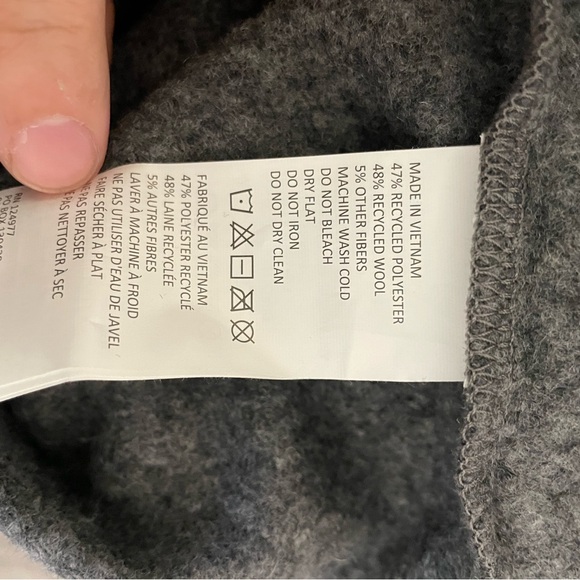 MADE IN VIETNAM
47% RECYCLED POLYESTER
48% RECYCLED WOOL
5% OTHER FIBERS
MACHINE WASH COLD
DO NOT BLEACH
DRY FLAT
DO NOT IRON
DO NOT DRY CLEAN
FABRIQUÉ AU VIETNAM
47% POLYESTER RECYCLÉ
48% LAINE RECYCLÉE
5% AUTRES FIBRES
LAVER À MACHINE À FROID
NE PAS UTILISER D'EAU DE JAVEL
FAIRE SÉCHER À PLAT
PAS REPASSER
PAS NETTOYER À SEC
124977